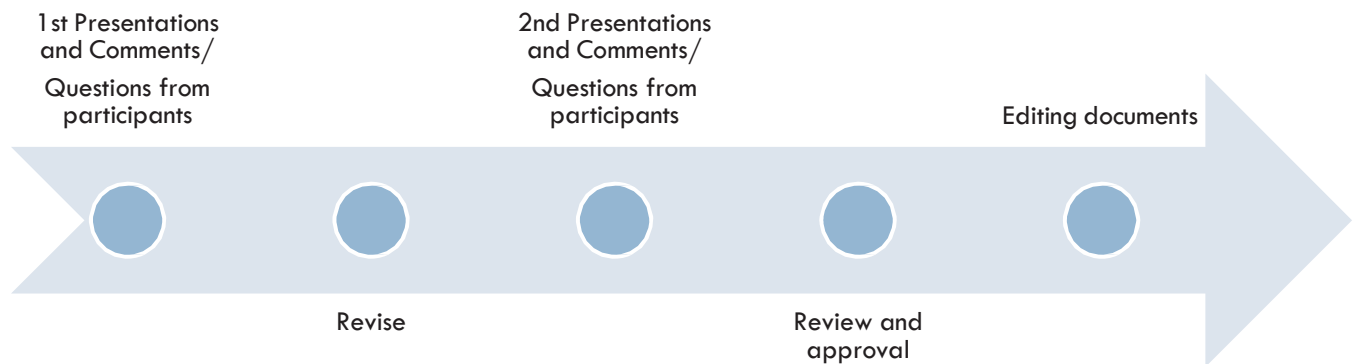 1st Presentations
and Comments/
Questions from
participants
Revise
2nd Presentations
and Comments/
Questions from
participants
Review and
approval
Editing documents